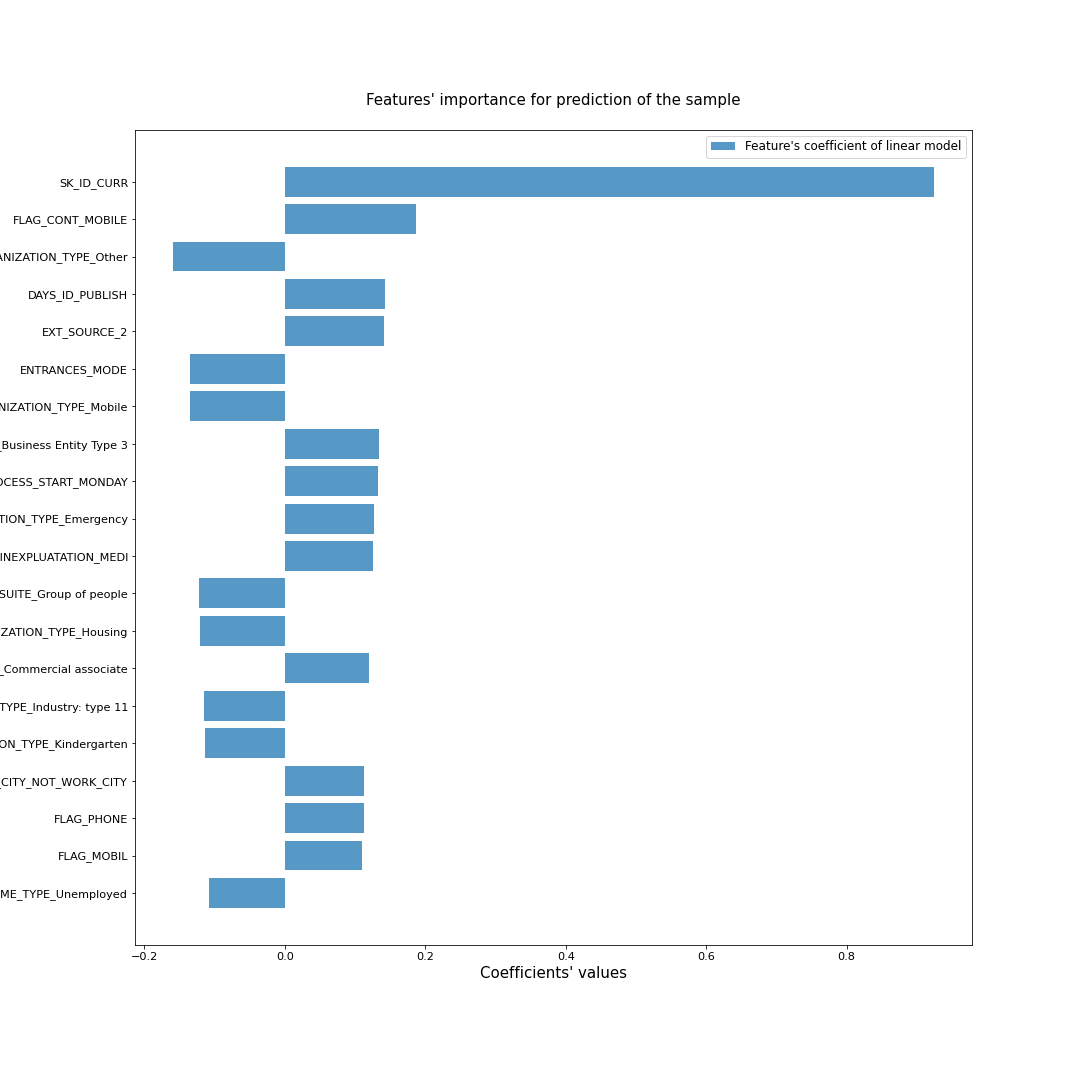 Features' importance for prediction of the sample
Feature's coefficient of linear model
SK_ID_CURR
FLAG_CONT_MOBILE
ANIZATION_TYPE_Other
DAYS_ID_PUBLISH
EXT_SOURCE_2
ENTRANCES_MODE
NIZATION_TYPE_Mobile
_Business Entity Type 3
OCESS_START_MONDAY
TION_TYPE_Emergency
INEXPLUATATION_MEDI
SUITE_Group of people
IZATION_TYPE_Housing
_Commercial associate
TYPE_Industry: type 11
ON_TYPE_Kindergarten
_CITY_NOT_WORK_CITY
FLAG_PHONE
FLAG_MOBIL
ME_TYPE_Unemployed
−0.2 0.0 0.2 0.4 0.6 0.8
Coefficients' values